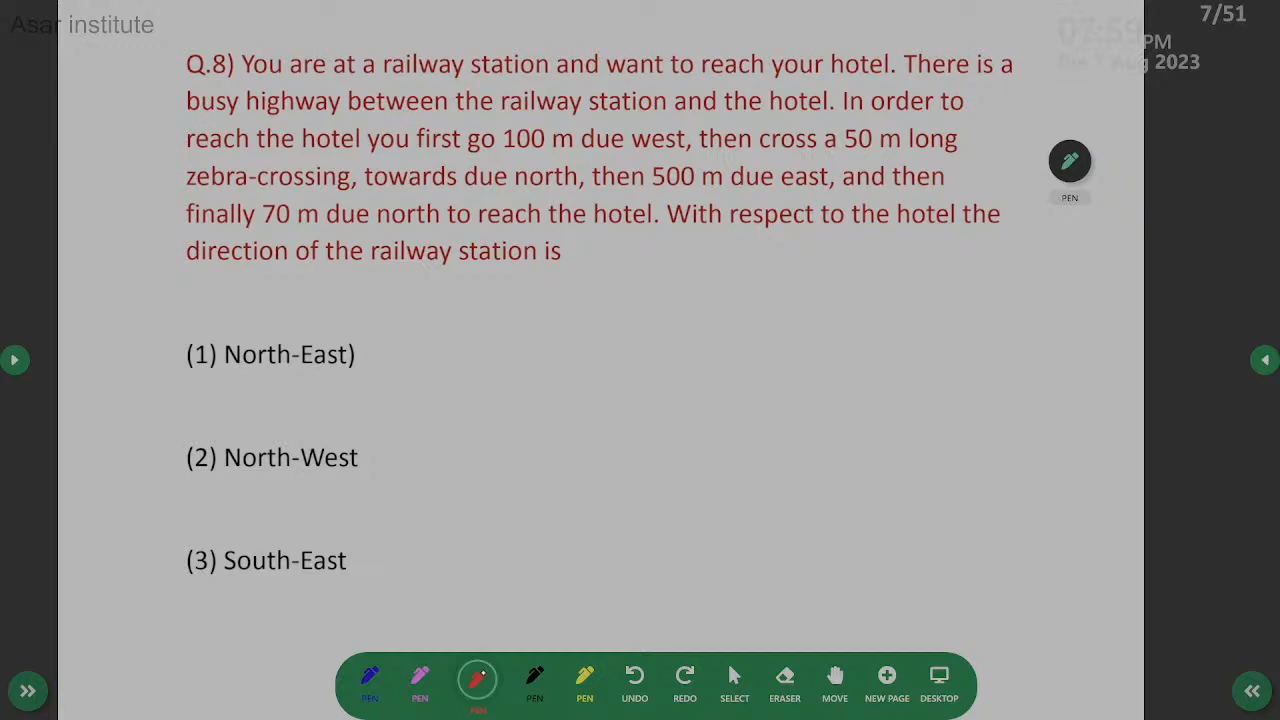 Asar institute
7/51
PM
Aug 2023
Q.8) You are at a railway station and want to reach your hotel. There is a
busy highway between the railway station and the hotel. In order to
reach the hotel you first go 100 m due west, then cross a 50 m long
zebra-crossing, towards due north, then 500 m due east, and then
finally 70 m due north to reach the hotel. With respect to the hotel the
direction of the railway station is
PEN
(1) North-East)
(2) North-West
(3) South-East
PEN PEN PEN PEN PEN UNDO REDO SELECT ERASER MOVE NEW PAGE DESKTOP